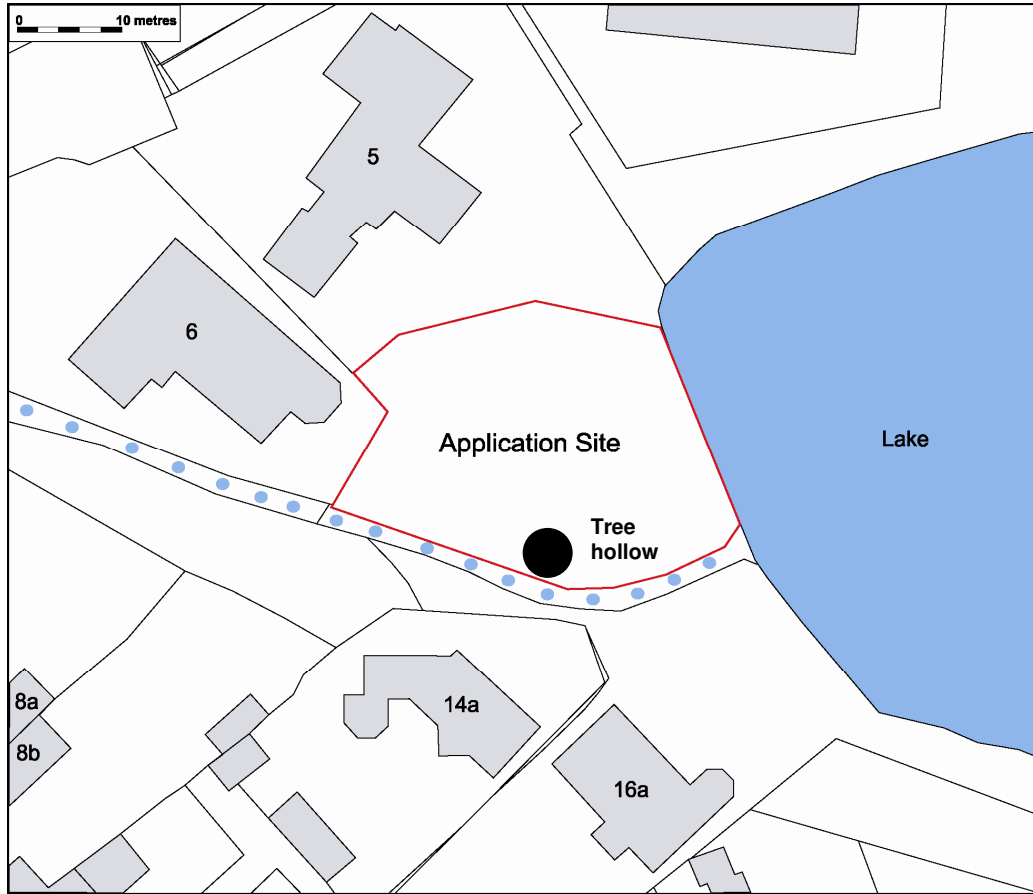 0 10 metres
5
6
Application Site
Lake
Tree
hollow
8a
14a
8b
16a